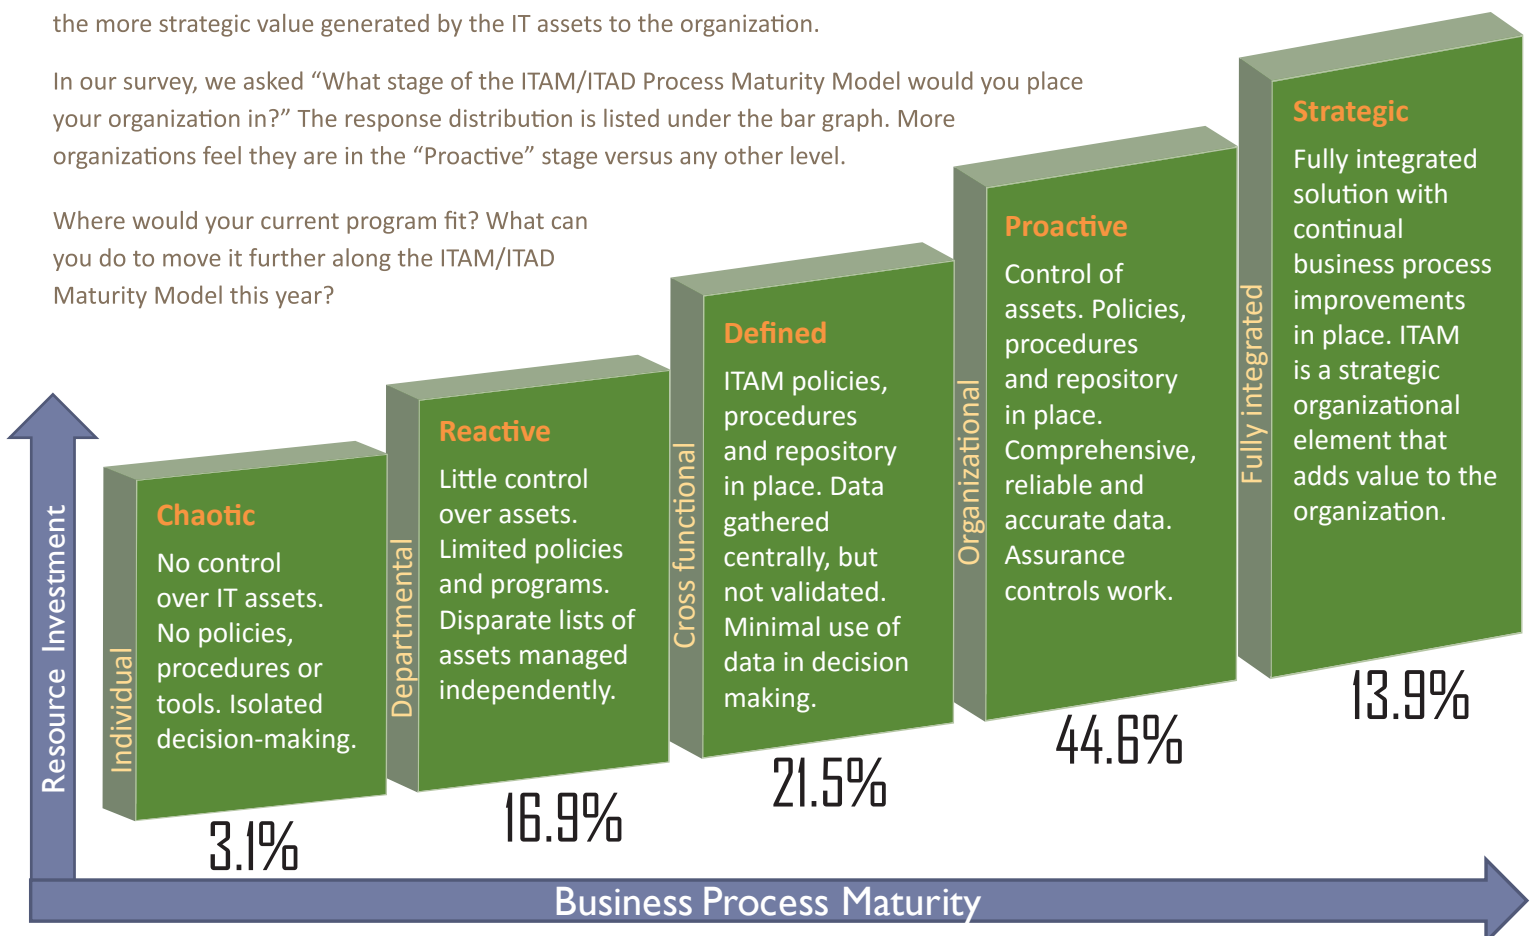 the more strategic value generated by the IT assets to the organization.
In our survey, we asked “What stage of the ITAM/ITAD Process Maturity Model would you place
your organization in?” The response distribution is listed under the bar graph. More
organizations feel they are in the “Proactive” stage versus any other level.
Where would your current program fit? What can
you do to move it further along the ITAM/ITAD
Maturity Model this year?
Resource Investment
Individual
Chaotic
No control
over IT assets.
No policies,
procedures or
tools. Isolated
decision-making.
3.1%
Departmental
Reactive
Little control
over assets.
Limited policies
and programs.
Disparate lists of
assets managed
independently.
16.9%
Cross functional
Defined
ITAM policies,
procedures
and repository
in place. Data
gathered
centrally, but
not validated.
Minimal use of
data in decision
making.
21.5%
Organizational
Proactive
Control of
assets. Policies,
procedures
and repository
in place.
Comprehensive,
reliable and
accurate data.
Assurance
controls work.
44.6%
Fully integrated
Strategic
Fully integrated
solution with
continual
business process
improvements
in place. ITAM
is a strategic
organizational
element that
adds value to the
organization.
13.9%
Business Process Maturity